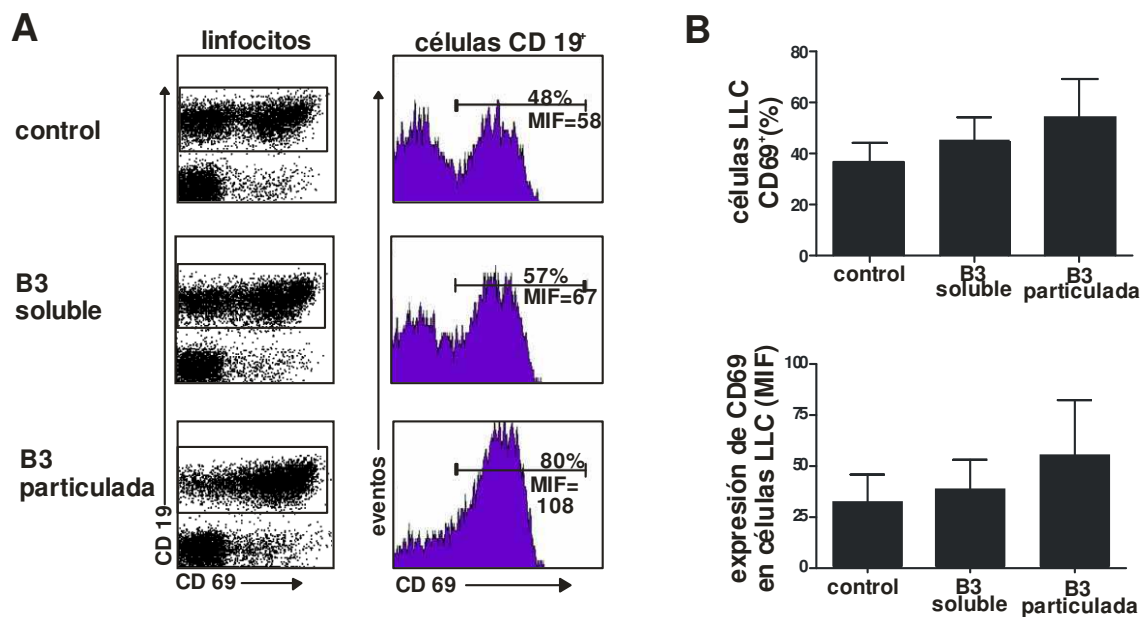 A
linfocitos
células CD 19+
control
48%
MIF=58
B3
soluble
57%
MIF=67
B3
particulada
80%
MIF=
108
CD 19
CD 69
eventos
CD 69
B
células LLC
CD69+(%)
80
60
40
20
0
control
B3
soluble
B3
particulada
expresión de CD69
en células LLC (MIF)
100
75
50
25
0
control
B3
soluble
B3
particulada